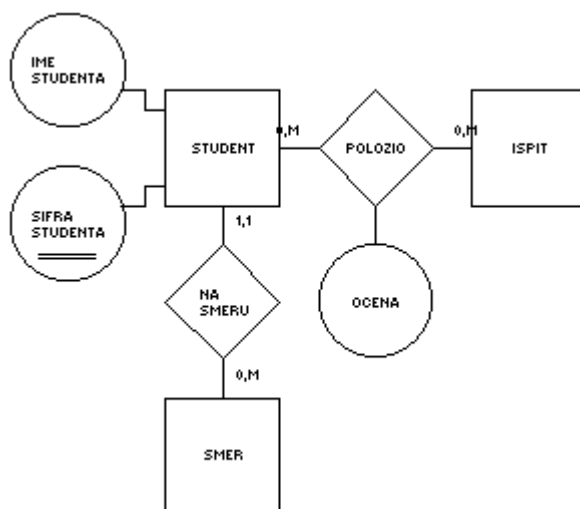 IME
STUDENTA
STUDENT
0,M
POLOZIO
0,M
ISPIT
SIFRA
STUDENTA
1,1
NA
SMERU
OCENA
0,M
SMER